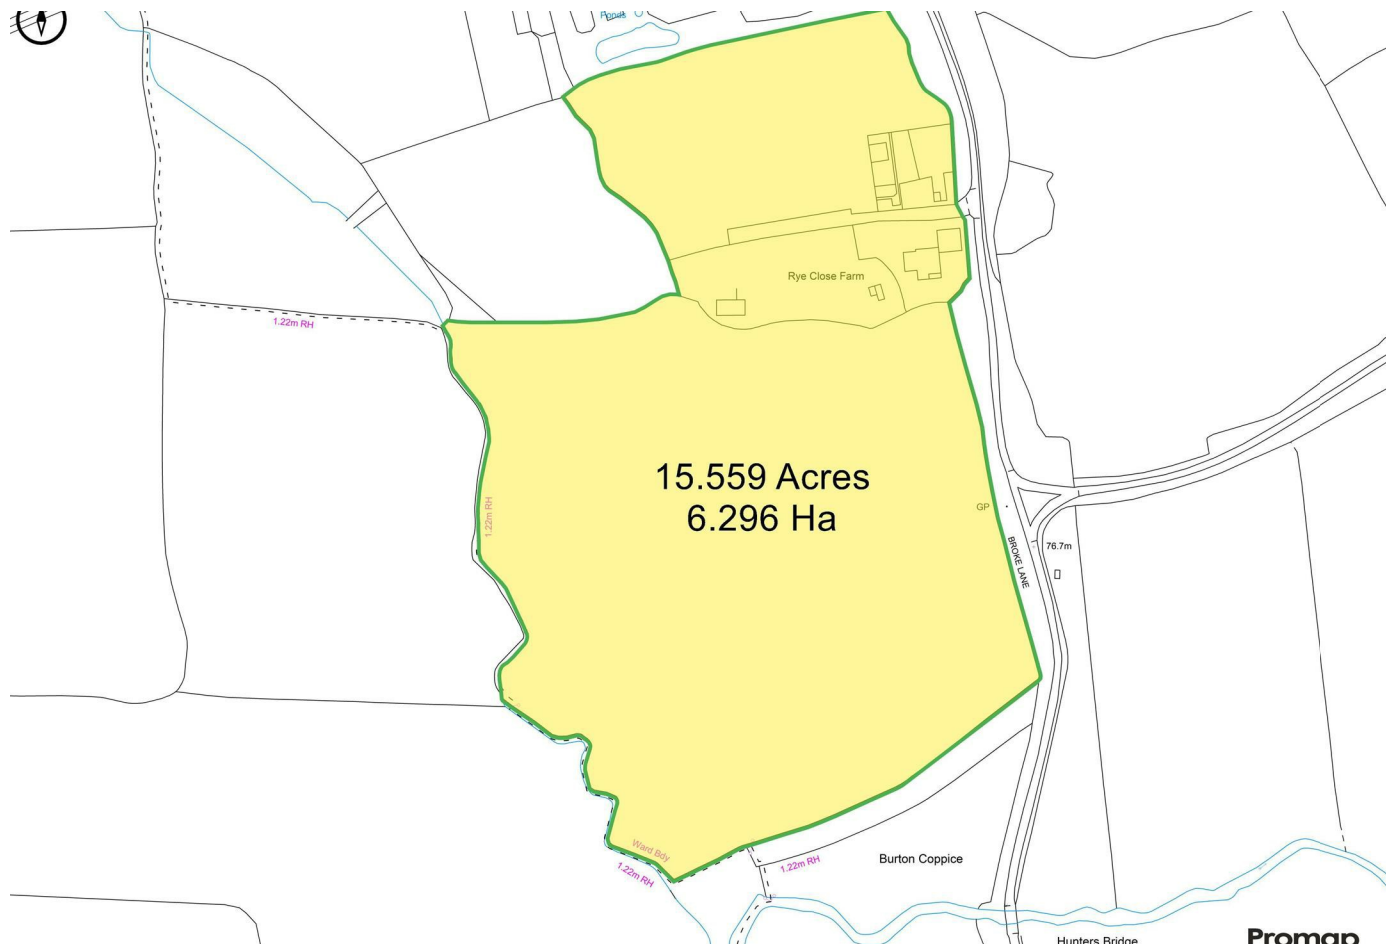 Ponds
Rye Close Farm
1.22m RH
15.559 Acres
6.296 Ha
1.22m RH
GP
BROKE LANE
76.7m
Ward Bdy
1.22m RH
1.22m RH
Burton Coppice
Hunters Bridge
Promap